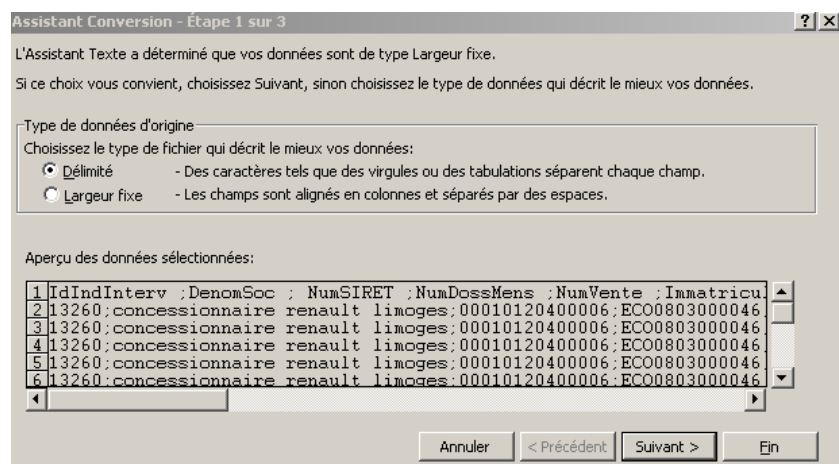 Assistant Conversion - Étape 1 sur 3
L'Assistant Texte a déterminé que vos données sont de type Largeur fixe.
Si ce choix vous convient, choisissez Suivant, sinon choisissez le type de données qui décrit le mieux vos données.
Type de données d'origine
Choisissez le type de fichier qui décrit le mieux vos données:
Délimité - Des caractères tels que des virgules ou des tabulations séparent chaque champ.
Largeur fixe - Les champs sont alignés en colonnes et séparés par des espaces.
Aperçu des données sélectionnées:
1 IdIndInterv ;DenomSoc ; NumSIRET ;NumDossMens ;NumVente ;Immatricul
2 13260;concessionnaire renault limoges;00010120400006;ECO0803000046
3 13260;concessionnaire renault limoges;00010120400006;ECO0803000046
4 13260;concessionnaire renault limoges;00010120400006;ECO0803000046
5 13260;concessionnaire renault limoges;00010120400006;ECO0803000046
6 13260;concessionnaire renault limoges;00010120400006;ECO0803000046
Annuler < Précédent Suivant > Fin